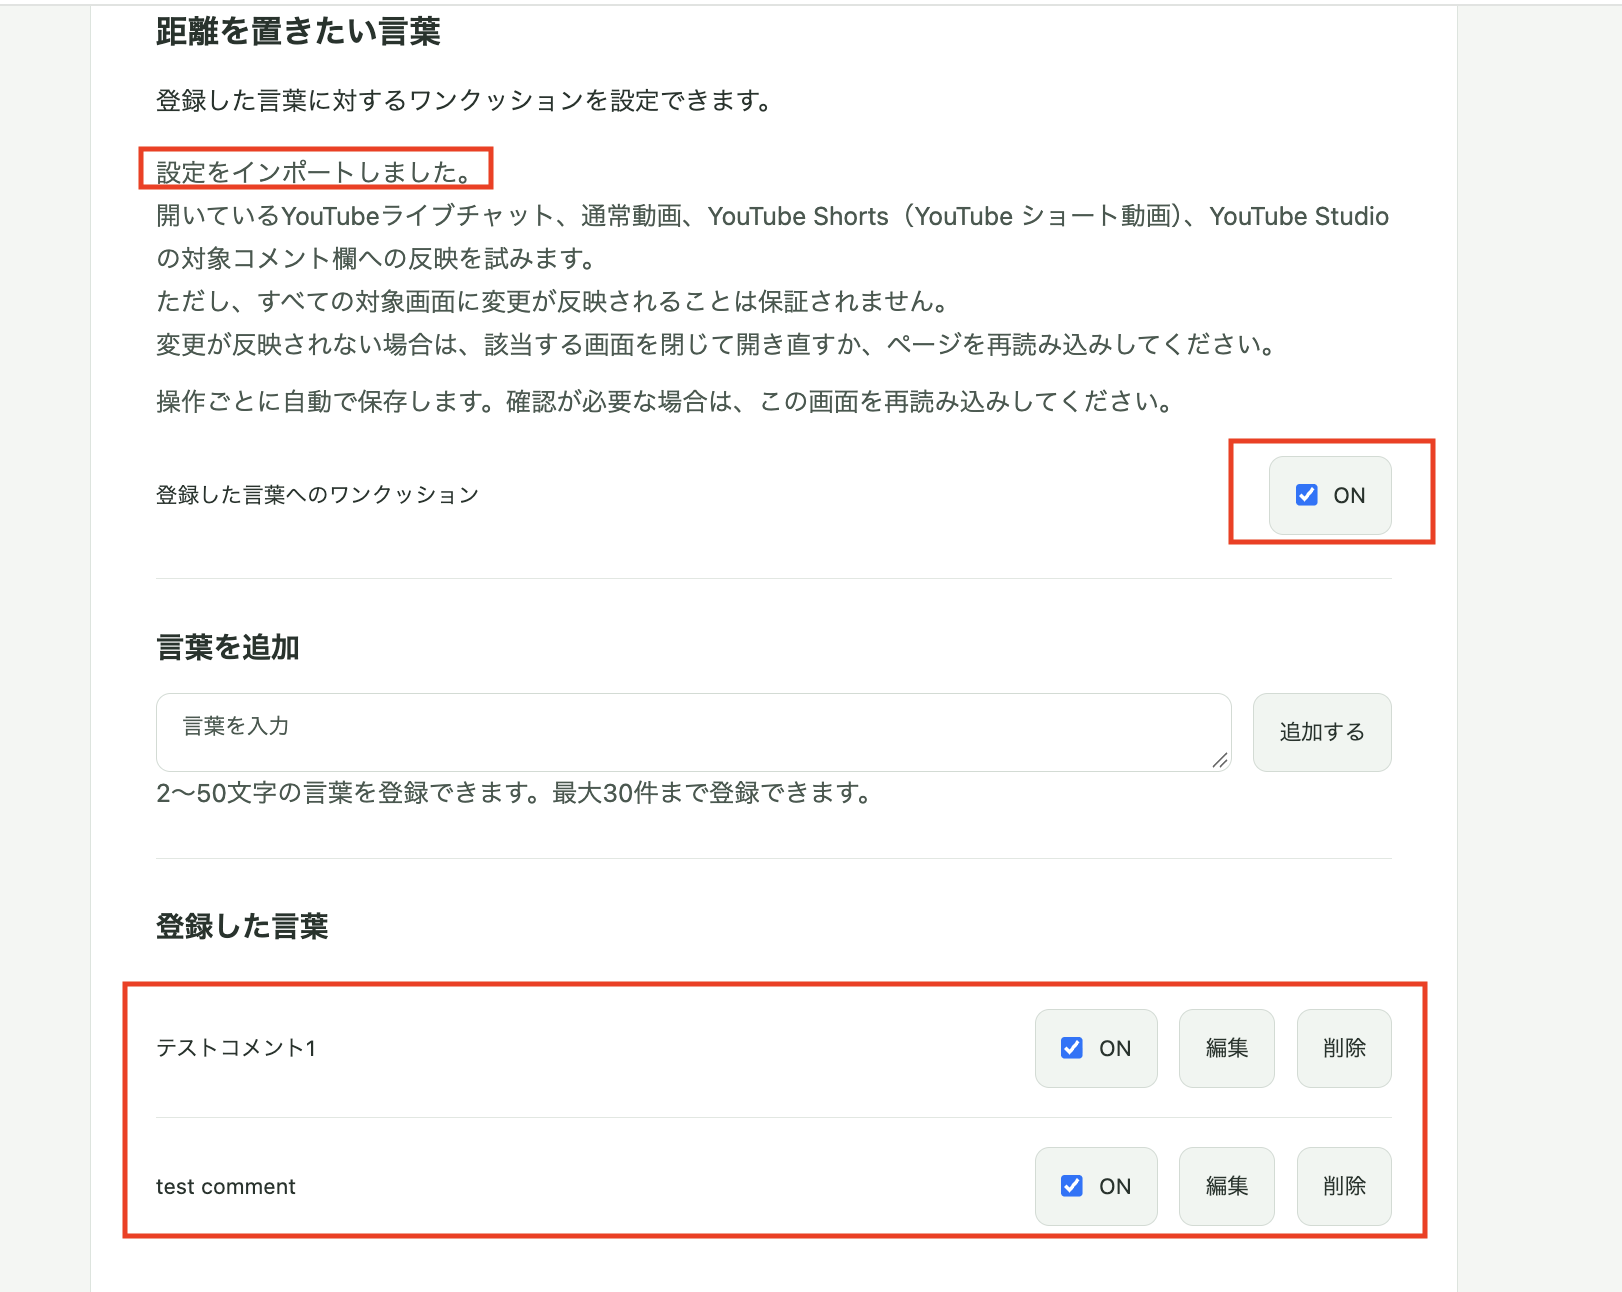 距離を置きたい言葉
登録した言葉に対するワンクッションを設定できます。
設定をインポートしました。
開いているYouTubeライブチャット、通常動画、YouTube Shorts（YouTube ショート動画）、YouTube Studio
の対象コメント欄への反映を試みます。
ただし、すべての対象画面に変更が反映されることは保証されません。
変更が反映されない場合は、該当する画面を閉じて開き直すか、ページを再読み込みしてください。
操作ごとに自動で保存します。確認が必要な場合は、この画面を再読み込みしてください。
登録した言葉へのワンクッション ON
言葉を追加
言葉を入力 追加する
2〜50文字の言葉を登録できます。最大30件まで登録できます。
登録した言葉
テストコメント1 ON 編集 削除
test comment ON 編集 削除